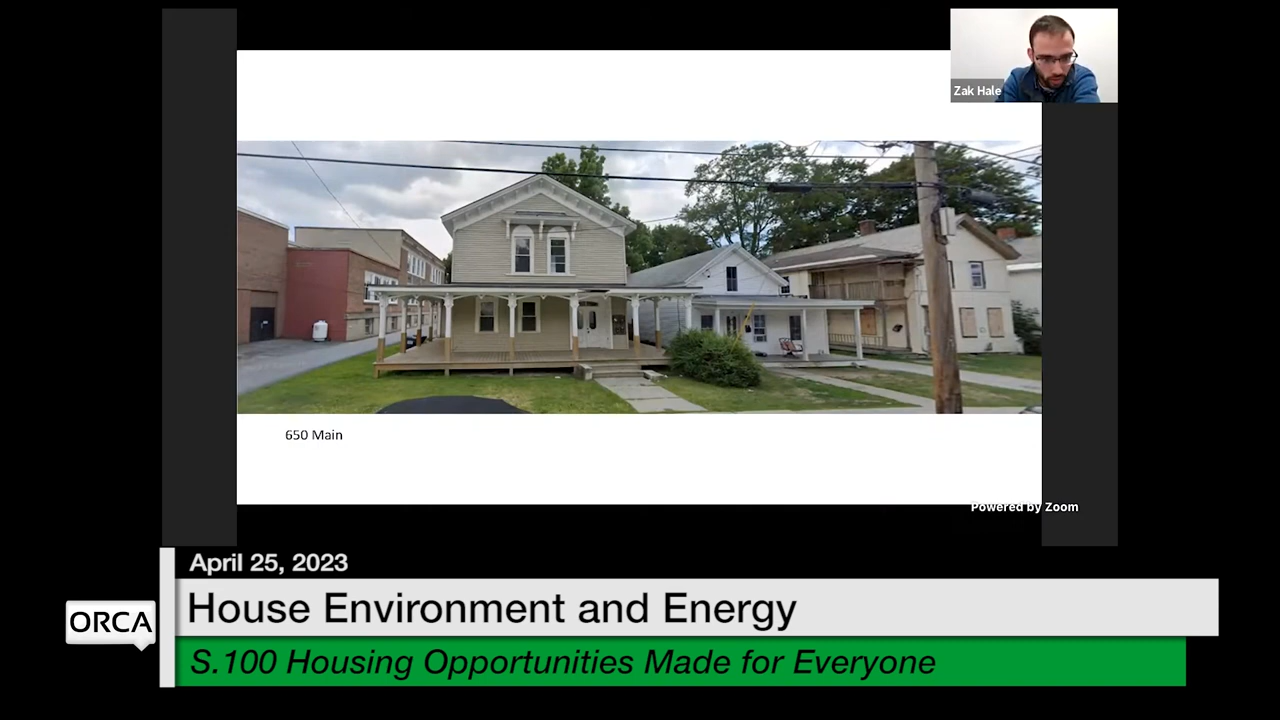 Zak Hale
650 Main
Powered by Zoom
April 25, 2023
House Environment and Energy
ORCA
S.100 Housing Opportunities Made for Everyone